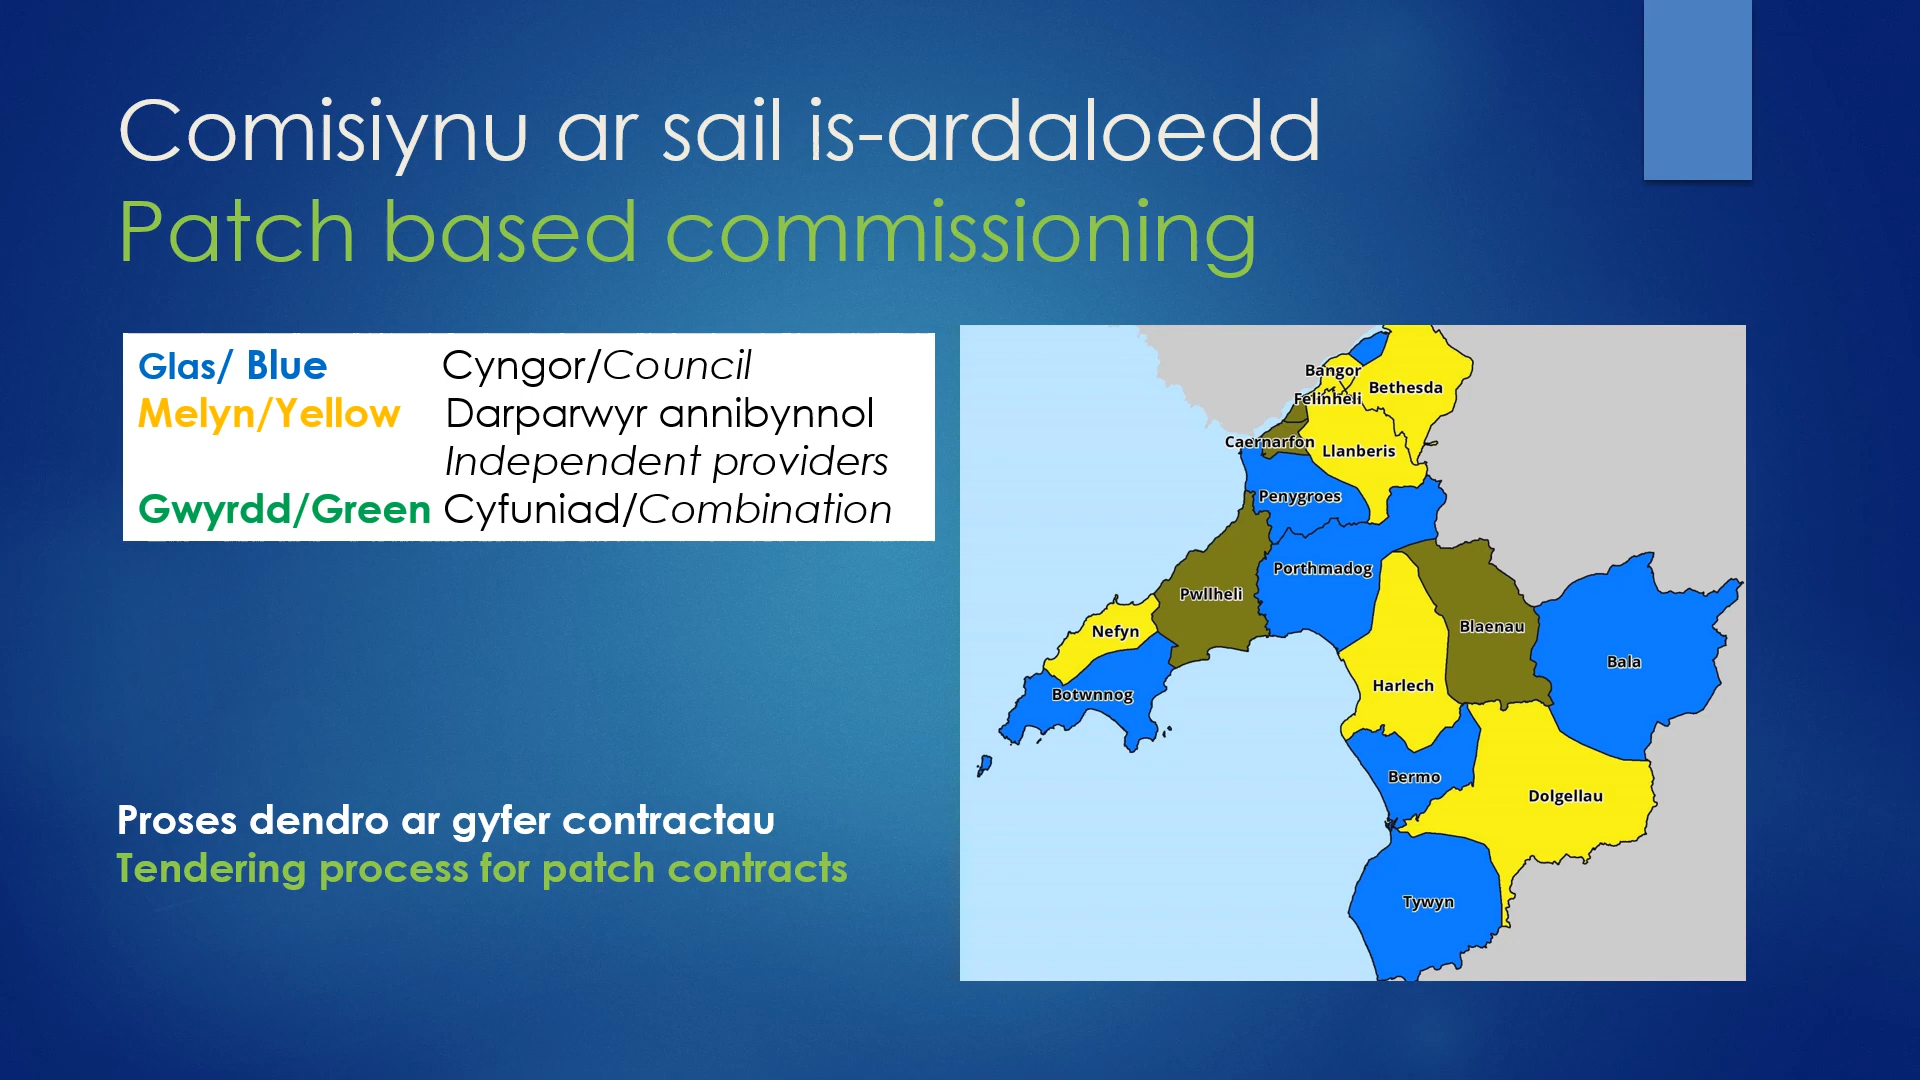 Comisiynu ar sail is-ardaloedd
Patch based commissioning
Glas/ Blue Cyngor/Council
Melyn/Yellow Darparwyr annibynnol
Independent providers
Gwyrdd/Green Cyfuniad/Combination
Proses dendro ar gyfer contractau
Tendering process for patch contracts
Bangor
Bethesda
Felinheli
Caernarfon
Llanberis
Penygroes
Porthmadog
Pwllheli
Nefyn
Blaenau
Bala
Harlech
Botwnnog
Bermo
Dolgellau
Tywyn